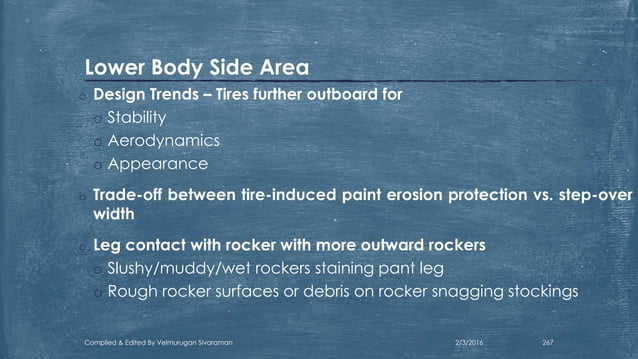 Lower Body Side Area
o Design Trends – Tires further outboard for
o Stability
o Aerodynamics
o Appearance
o Trade-off between tire-induced paint erosion protection vs. step-over
width
o Leg contact with rocker with more outward rockers
o Slushy/muddy/wet rockers staining pant leg
o Rough rocker surfaces or debris on rocker snagging stockings
Complied & Edited By Velmurugan Sivaraman 2/3/2016 267